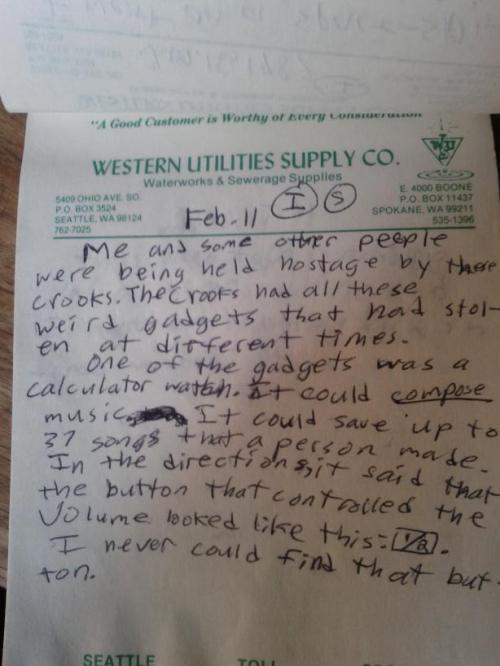 "A Good Customer is Worthy of Every Consideration"
WESTERN UTILITIES SUPPLY CO.
Waterworks & Sewerage Supplies
5409 OHIO AVE. SO.
P.O. BOX 3524
SEATTLE, WA 98124
762-7025
E. 4000 BOONE
P.O. BOX 11437
SPOKANE, WA 99211
535-1396
Feb. 11 I S
Me and some other people
were being held hostage by these
crooks. The crooks had all these
weird gadgets that had stol-
en at different times.
One of the gadgets was a
calculator watch. It could compose
music. It could save up to
37 songs that a person made.
In the directions, it said that
the button that controlled the
volume looked like this: 1/2.
I never could find that but-
ton.
SEATTLE